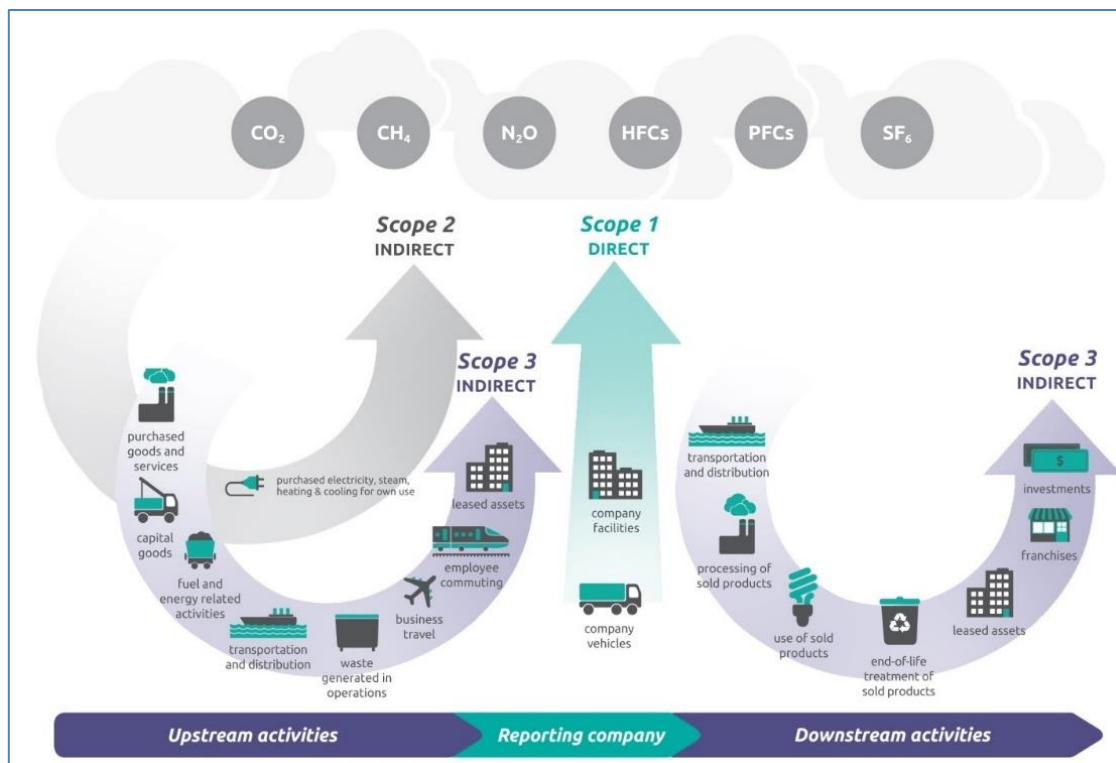 CO₂
CH₄
N₂O
HFCs
PFCs
SF₆
Scope 2
INDIRECT
Scope 1
DIRECT
Scope 3
INDIRECT
Scope 3
INDIRECT
purchased
goods and
services
capital
goods
fuel and
energy related
activities
purchased electricity, steam,
heating & cooling for own use
transportation
and distribution
waste
generated in
operations
business
travel
employee
commuting
leased assets
company
facilities
company
vehicles
transportation
and distribution
processing of
sold products
use of sold
products
end-of-life
treatment of
sold products
leased assets
franchises
$
investments
Upstream activities
Reporting company
Downstream activities